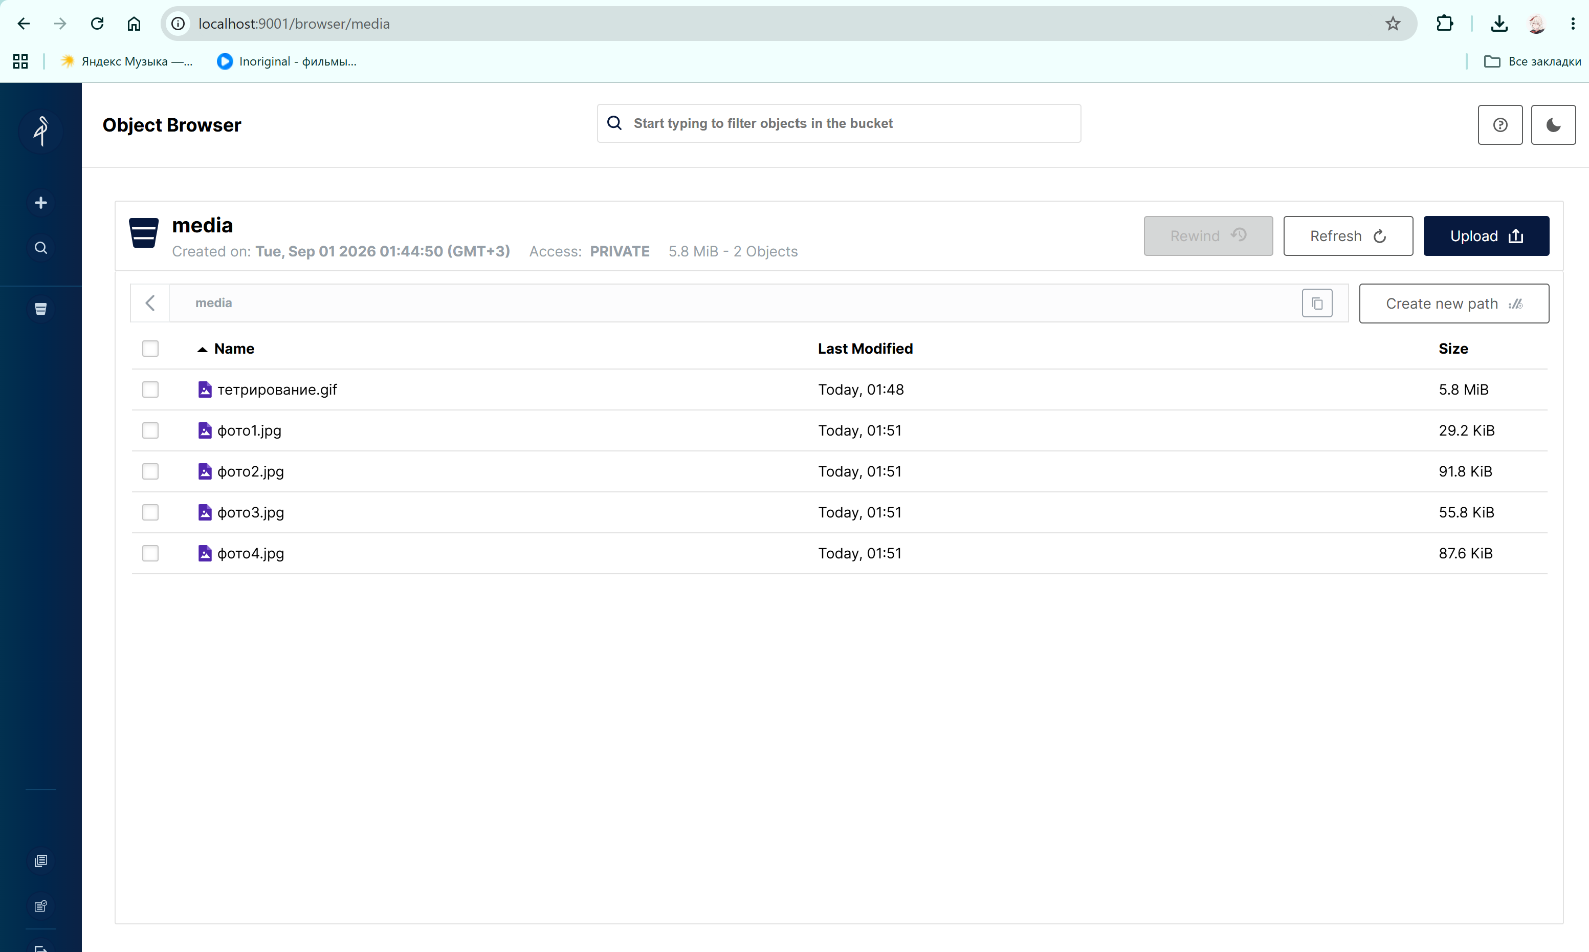 localhost:9001/browser/media
Яндекс Музыка —...
Inoriginal - фильмы...
Все закладки
Object Browser
Start typing to filter objects in the bucket
media
Created on: Tue, Sep 01 2026 01:44:50 (GMT+3) Access: PRIVATE 5.8 MiB - 2 Objects
Rewind
Refresh
Upload
media
Create new path
Name Last Modified Size
тетрирование.gif Today, 01:48 5.8 MiB
фото1.jpg Today, 01:51 29.2 KiB
фото2.jpg Today, 01:51 91.8 KiB
фото3.jpg Today, 01:51 55.8 KiB
фото4.jpg Today, 01:51 87.6 KiB